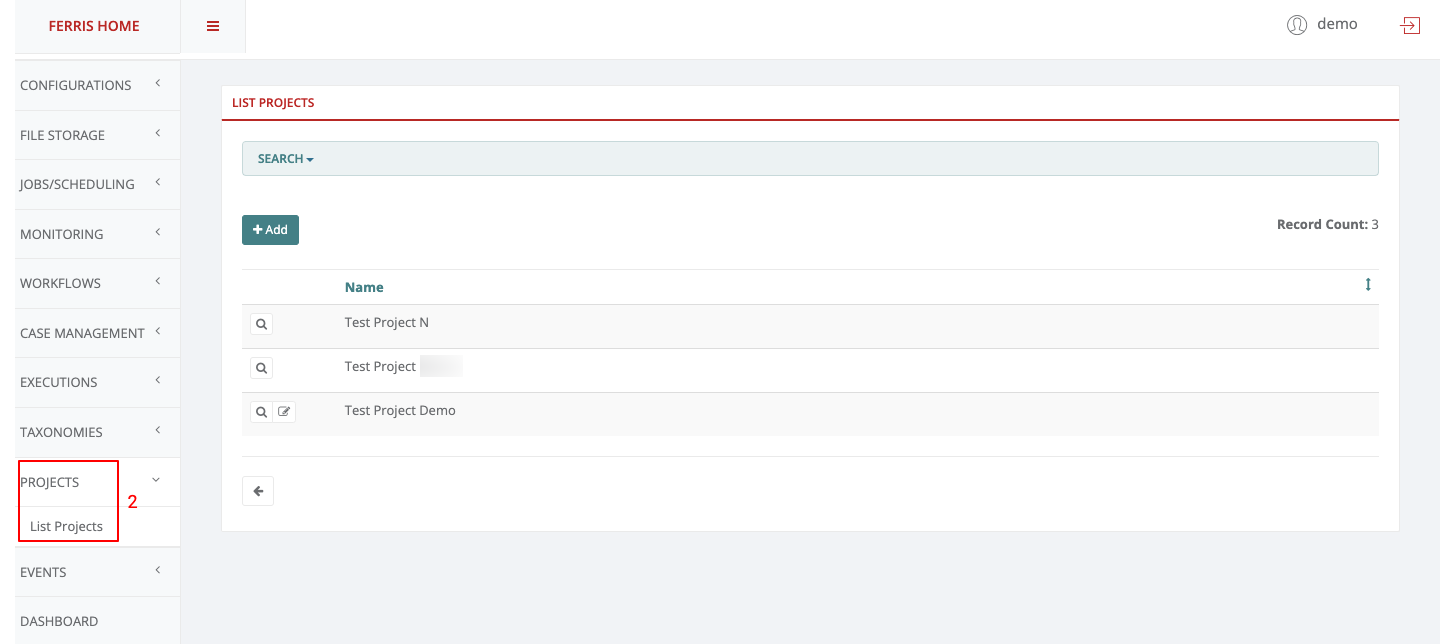 FERRIS HOME
demo
CONFIGURATIONS
FILE STORAGE
JOBS/SCHEDULING
MONITORING
WORKFLOWS
CASE MANAGEMENT
EXECUTIONS
TAXONOMIES
PROJECTS
2
List Projects
EVENTS
DASHBOARD
LIST PROJECTS
SEARCH
Add
Record Count: 3
Name
Test Project N
Test Project
Test Project Demo